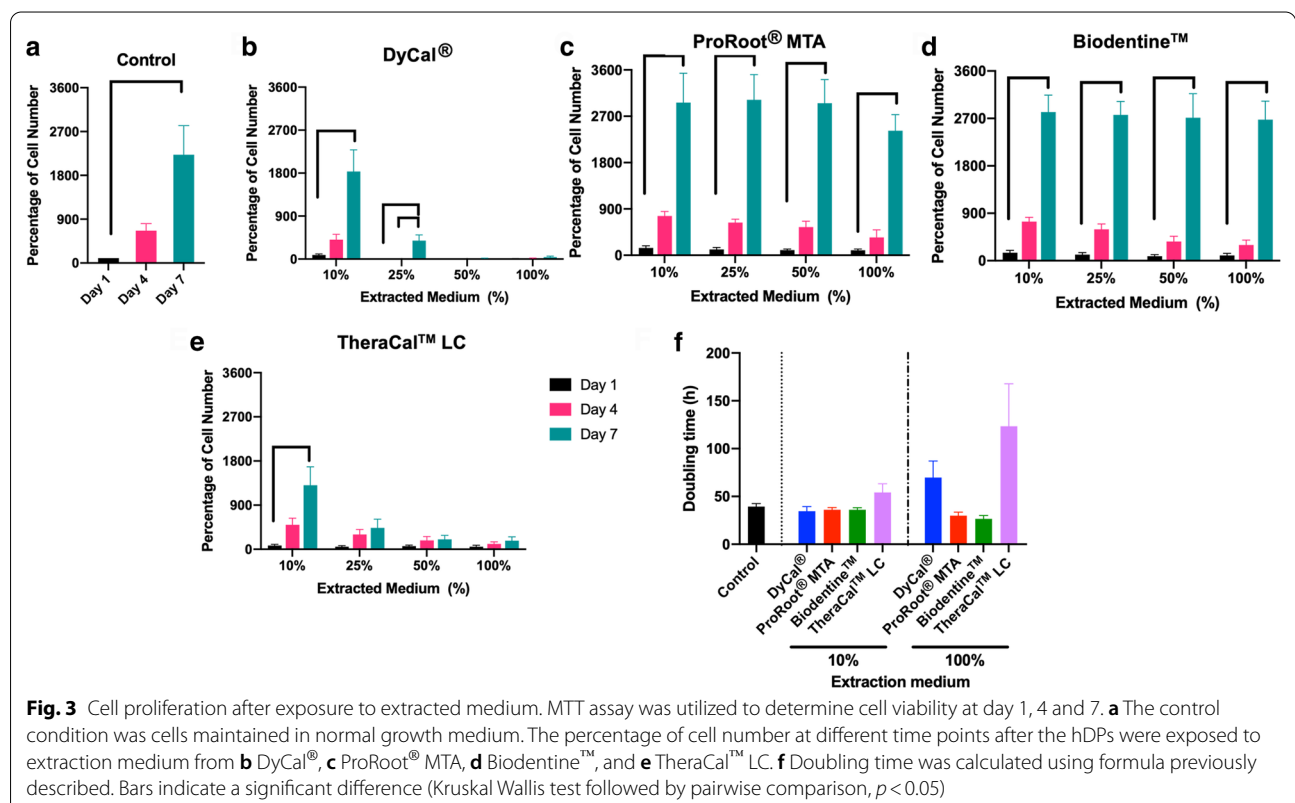 a
Control
Percentage of Cell Number
3600
2700
1800
900
0
Day 1
Day 4
Day 7
b
DyCal®
Percentage of Cell Number
3600
2700
1800
900
0
10% 25% 50% 100%
Extracted Medium (%)
c
ProRoot® MTA
Percentage of Cell Number
3600
2700
1800
900
0
10% 25% 50% 100%
Extracted Medium (%)
d
Biodentine™
Percentage of Cell Number
3600
2700
1800
900
0
10% 25% 50% 100%
Extracted Medium (%)
e
TheraCal™ LC
Percentage of Cell Number
3600
2700
1800
900
0
10% 25% 50% 100%
Extracted Medium (%)
Day 1
Day 4
Day 7
f
Doubling time (h)
200
150
100
50
0
Control
DyCal®
ProRoot® MTA
Biodentine™
TheraCal™ LC
DyCal®
ProRoot® MTA
Biodentine™
TheraCal™ LC
10% 100%
Extraction medium
Fig. 3 Cell proliferation after exposure to extracted medium. MTT assay was utilized to determine cell viability at day 1, 4 and 7. a The control
condition was cells maintained in normal growth medium. The percentage of cell number at different time points after the hDPs were exposed to
extraction medium from b DyCal®, c ProRoot® MTA, d Biodentine™, and e TheraCal™ LC. f Doubling time was calculated using formula previously
described. Bars indicate a significant difference (Kruskal Wallis test followed by pairwise comparison, p < 0.05)